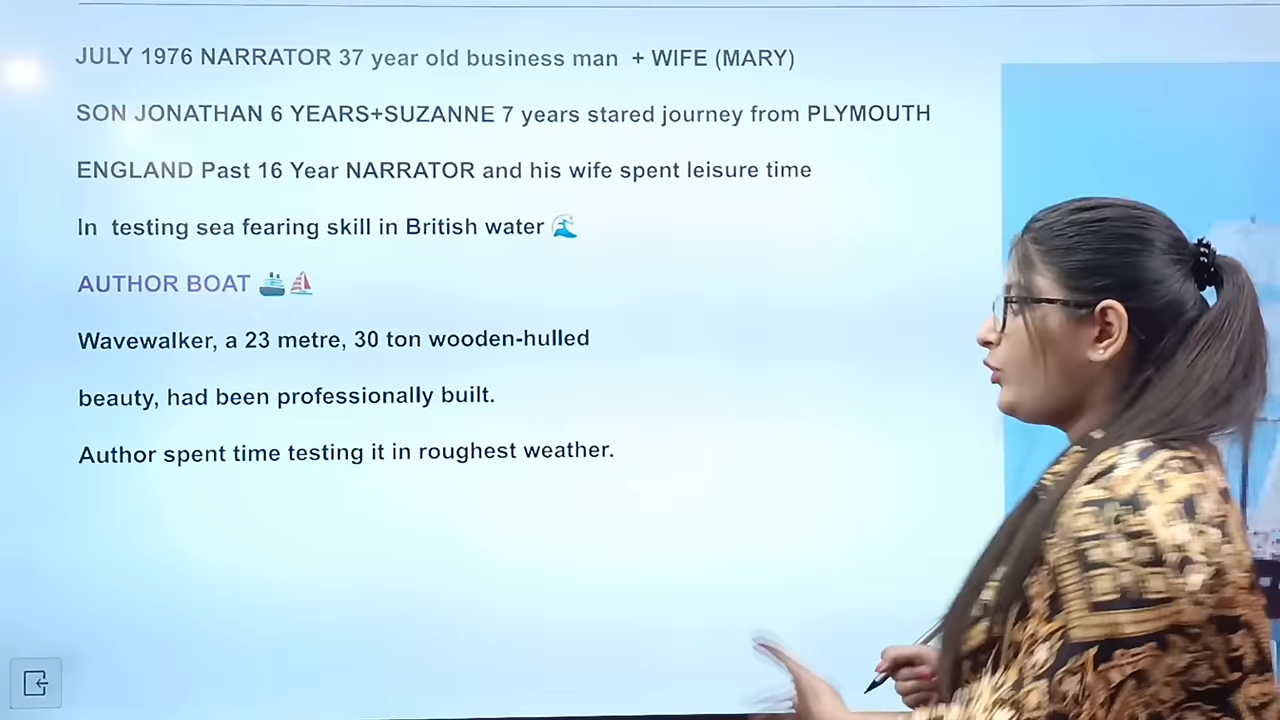 JULY 1976 NARRATOR 37 year old business man + WIFE (MARY)
SON JONATHAN 6 YEARS+SUZANNE 7 years stared journey from PLYMOUTH
ENGLAND Past 16 Year NARRATOR and his wife spent leisure time
In testing sea fearing skill in British water 🌊
AUTHOR BOAT 🚢⛵
Wavewalker, a 23 metre, 30 ton wooden-hulled
beauty, had been professionally built.
Author spent time testing it in roughest weather.